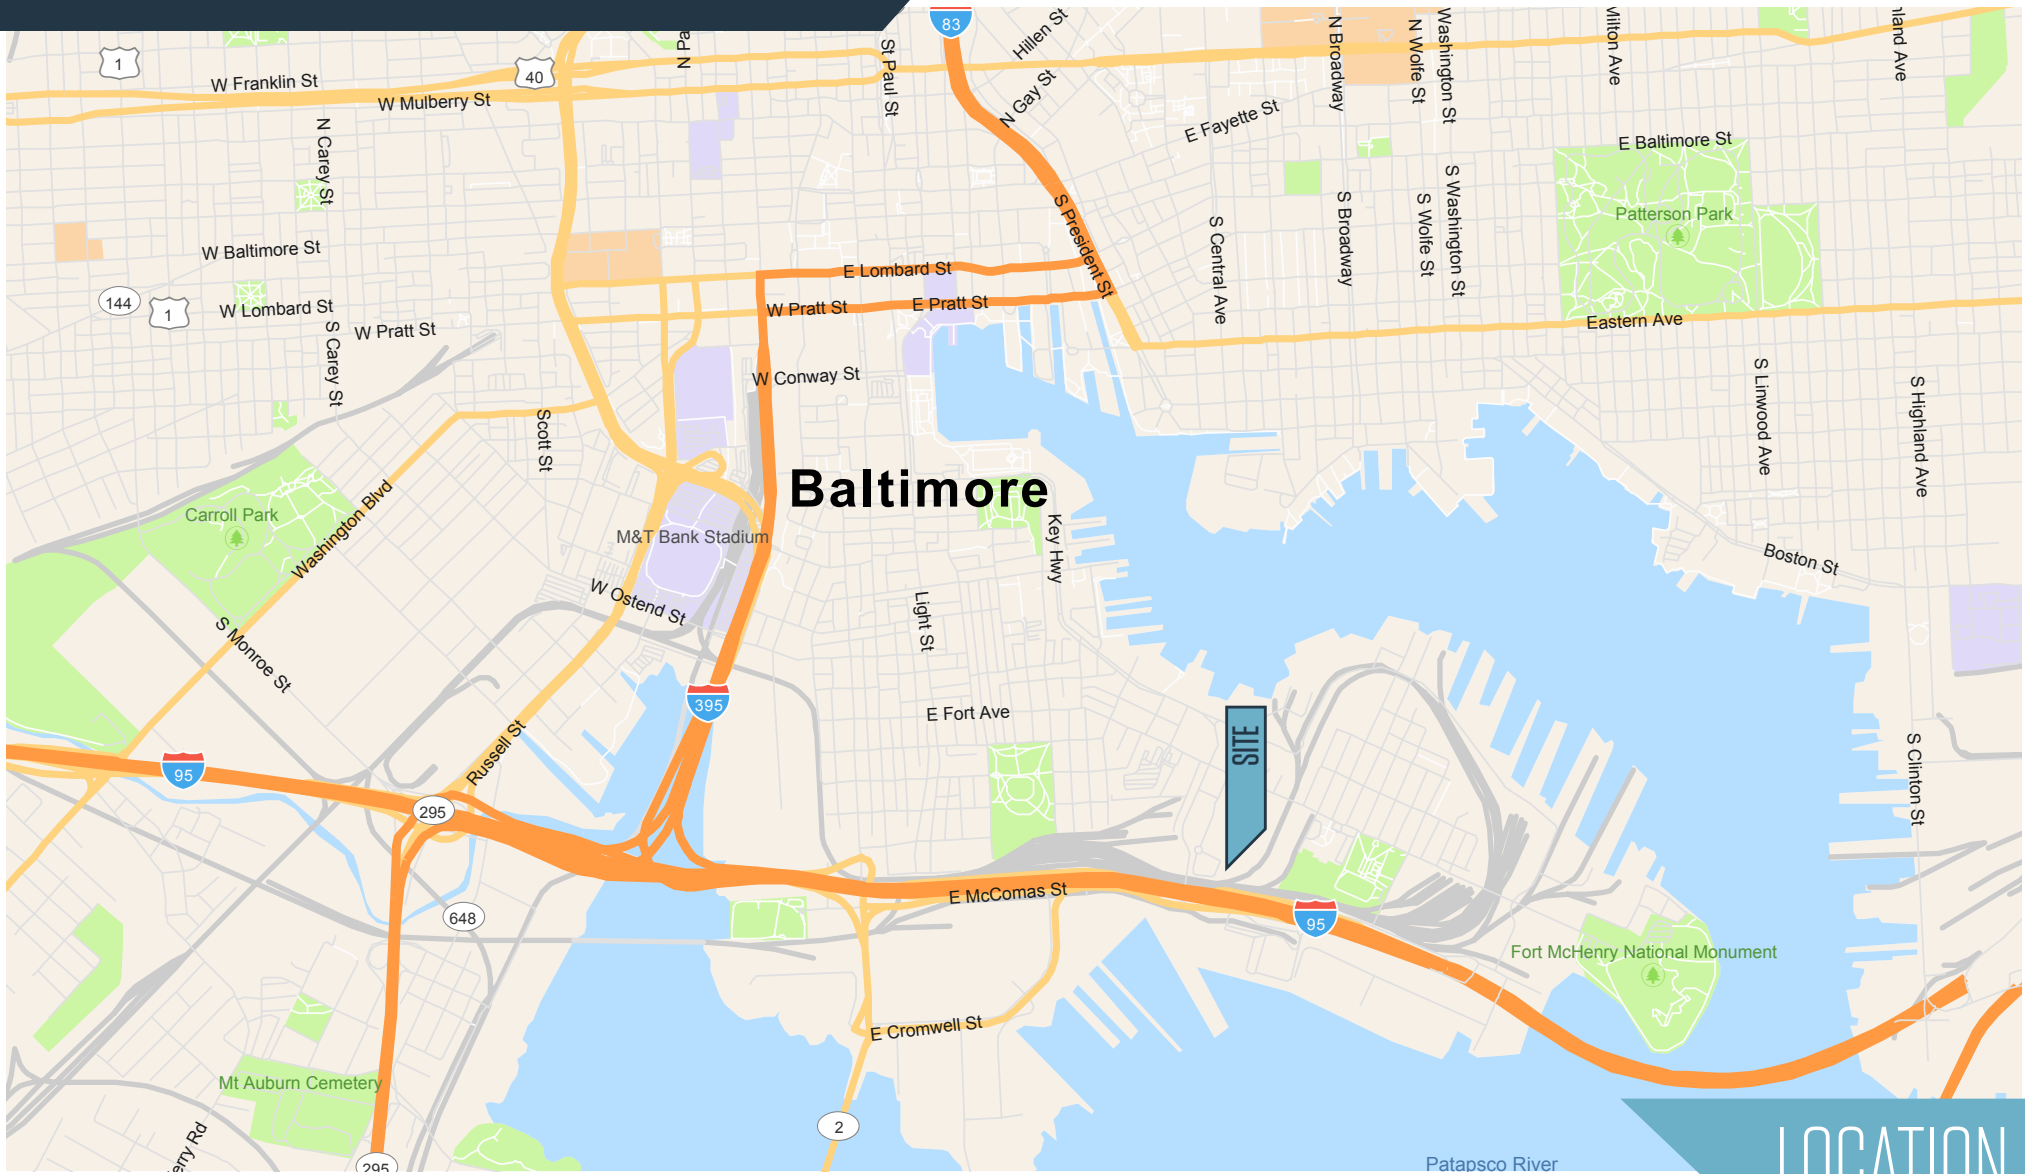 83
Hillen St
1
40
W Franklin St
W Mulberry St
N Pa
St Paul St
N Gay St
E Fayette St
N Broadway
N Wolfe St
Washington St
Milton Ave
land Ave
N Carey St
E Baltimore St
S Washington St
S Wolfe St
S Broadway
S Central Ave
S President St
Patterson Park
W Baltimore St
144
1
W Lombard St
S Carey St
W Pratt St
E Lombard St
W Pratt St
E Pratt St
Eastern Ave
W Conway St
S Linwood Ave
S Highland Ave
Scott St
Baltimore
Carroll Park
Washington Blvd
M&T Bank Stadium
Key Hwy
Boston St
W Ostend St
Light St
S Monroe St
395
E Fort Ave
SITE
Russell St
S Clinton St
95
295
E McComas St
648
95
Fort McHenry National Monument
E Cromwell St
Mt Auburn Cemetery
2
erry Rd
295
Patapsco River
LOCATION